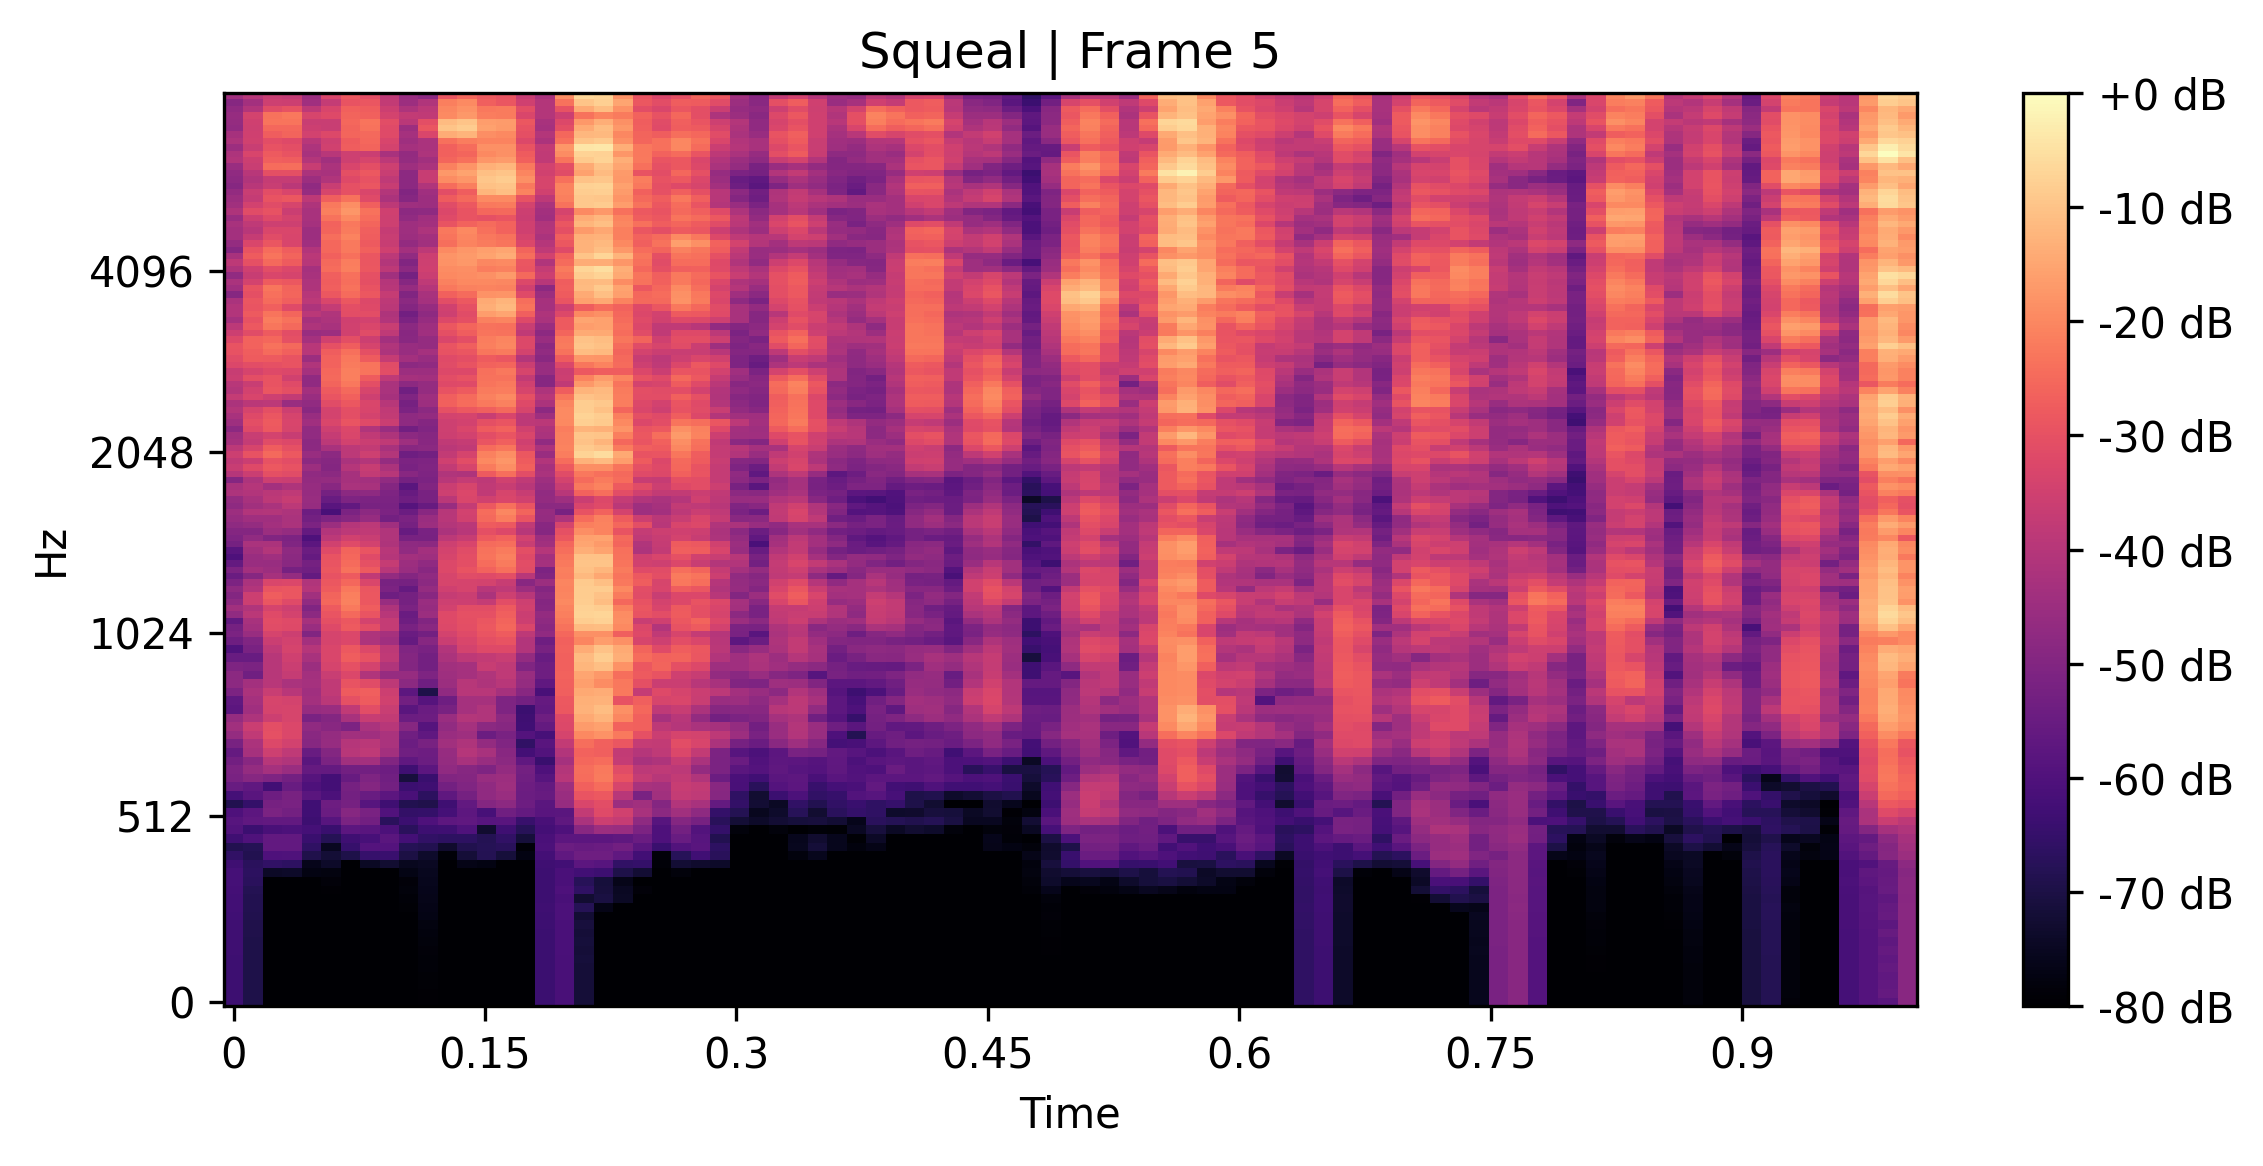 Squeal | Frame 5
Hz
4096
2048
1024
512
0
0 0.15 0.3 0.45 0.6 0.75 0.9
Time
+0 dB
-10 dB
-20 dB
-30 dB
-40 dB
-50 dB
-60 dB
-70 dB
-80 dB